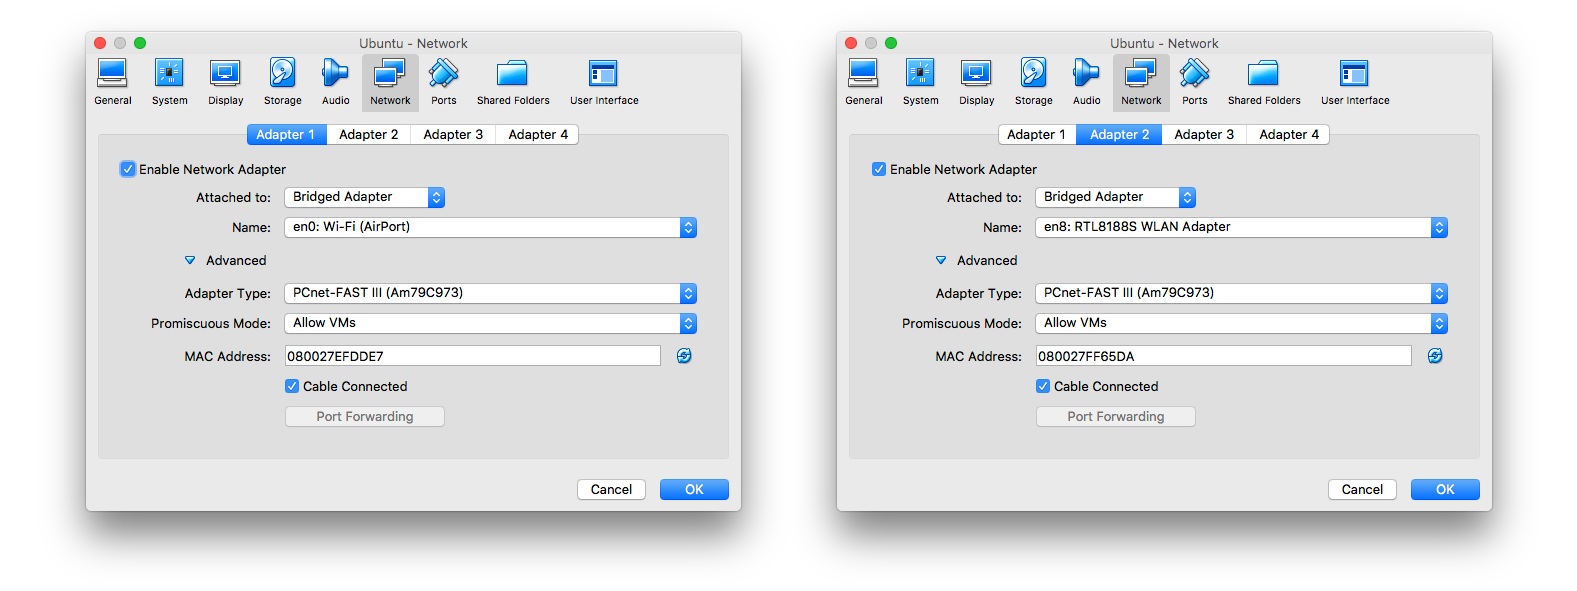 Ubuntu - Network
General System Display Storage Audio Network Ports Shared Folders User Interface
Adapter 1 Adapter 2 Adapter 3 Adapter 4
Enable Network Adapter
Attached to: Bridged Adapter
Name: en0: Wi-Fi (AirPort)
Advanced
Adapter Type: PCnet-FAST III (Am79C973)
Promiscuous Mode: Allow VMs
MAC Address: 080027EFDDE7
Cable Connected
Port Forwarding
Cancel OK
Ubuntu - Network
General System Display Storage Audio Network Ports Shared Folders User Interface
Adapter 1 Adapter 2 Adapter 3 Adapter 4
Enable Network Adapter
Attached to: Bridged Adapter
Name: en8: RTL8188S WLAN Adapter
Advanced
Adapter Type: PCnet-FAST III (Am79C973)
Promiscuous Mode: Allow VMs
MAC Address: 080027FF65DA
Cable Connected
Port Forwarding
Cancel OK